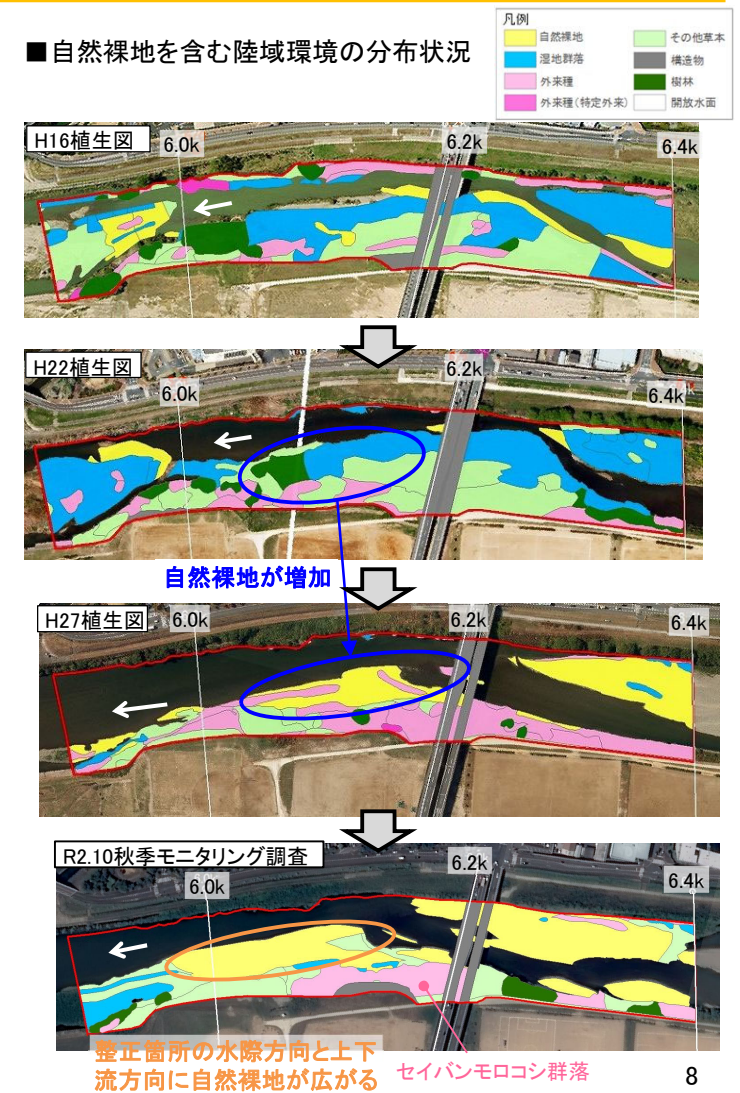 ■自然裸地を含む陸域環境の分布状況
凡例
自然裸地
湿地群落
外来種
外来種(特定外来)
その他草本
構造物
樹林
開放水面
H16植生図
6.0k
6.2k
6.4k
H22植生図
6.0k
6.2k
6.4k
自然裸地が増加
H27植生図
6.0k
6.2k
6.4k
R2.10秋季モニタリング調査
6.0k
6.2k
6.4k
整正箇所の水際方向と上下
流方向に自然裸地が広がる
セイバンモロコシ群落
8